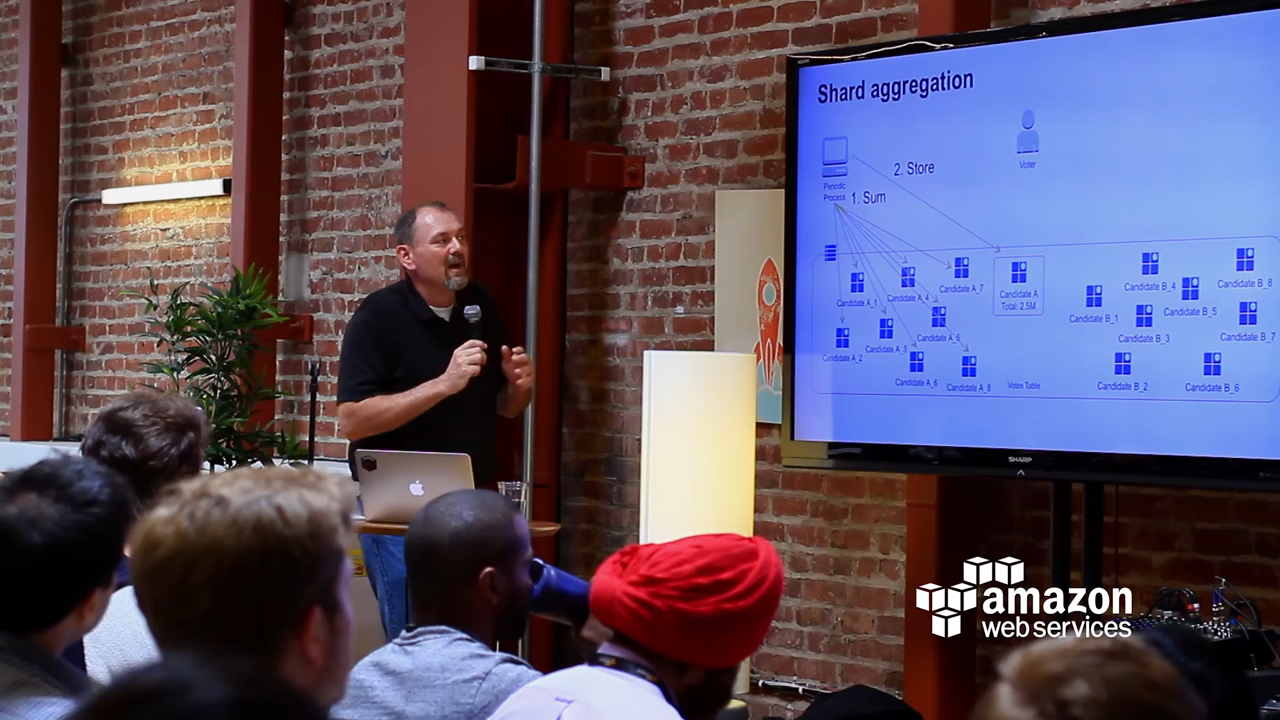 Shard aggregation
Voter
2. Store
Periodic
Process
1. Sum
Candidate A_1
Candidate A_4
Candidate A_7
Candidate A
Total: 2.5M
Candidate B_4
Candidate B_8
Candidate B_1
Candidate B_5
Candidate A_2
Candidate A_3
Candidate A_5
Candidate B_3
Candidate B_7
Candidate A_6
Candidate A_8
Votes Table
Candidate B_2
Candidate B_6
SHARP
amazon
web services